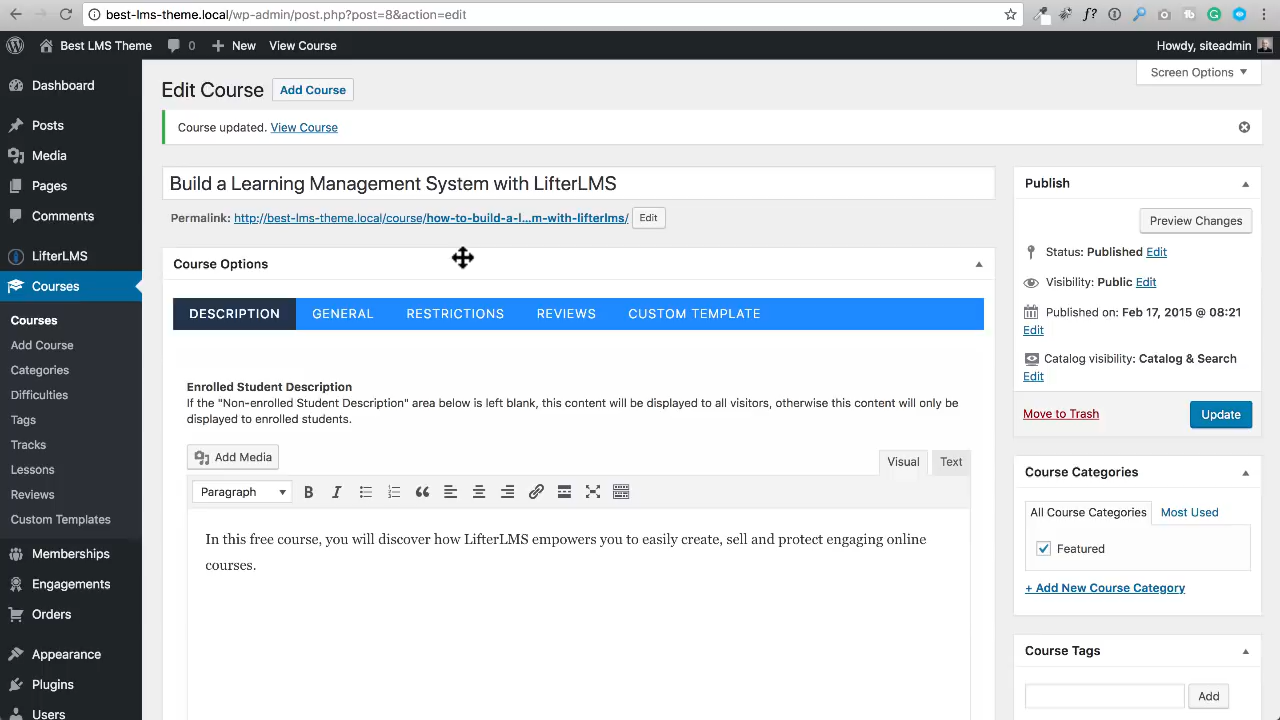 best-lms-theme.local/wp-admin/post.php?post=8&action=edit
Best LMS Theme
0
New
View Course
Howdy, siteadmin
Dashboard
Posts
Media
Pages
Comments
LifterLMS
Courses
Courses
Add Course
Categories
Difficulties
Tags
Tracks
Lessons
Reviews
Custom Templates
Memberships
Engagements
Orders
Appearance
Plugins
Users
Screen Options
Edit Course
Add Course
Course updated. View Course
Build a Learning Management System with LifterLMS
Permalink: http://best-lms-theme.local/course/how-to-build-a-l...m-with-lifterlms/ Edit
Course Options
DESCRIPTION
GENERAL
RESTRICTIONS
REVIEWS
CUSTOM TEMPLATE
Enrolled Student Description
If the "Non-enrolled Student Description" area below is left blank, this content will be displayed to all visitors, otherwise this content will only be
displayed to enrolled students.
Add Media
Visual
Text
Paragraph
B
I
In this free course, you will discover how LifterLMS empowers you to easily create, sell and protect engaging online
courses.
Publish
Preview Changes
Status: Published Edit
Visibility: Public Edit
Published on: Feb 17, 2015 @ 08:21
Edit
Catalog visibility: Catalog & Search
Edit
Move to Trash
Update
Course Categories
All Course Categories
Most Used
Featured
+ Add New Course Category
Course Tags
Add